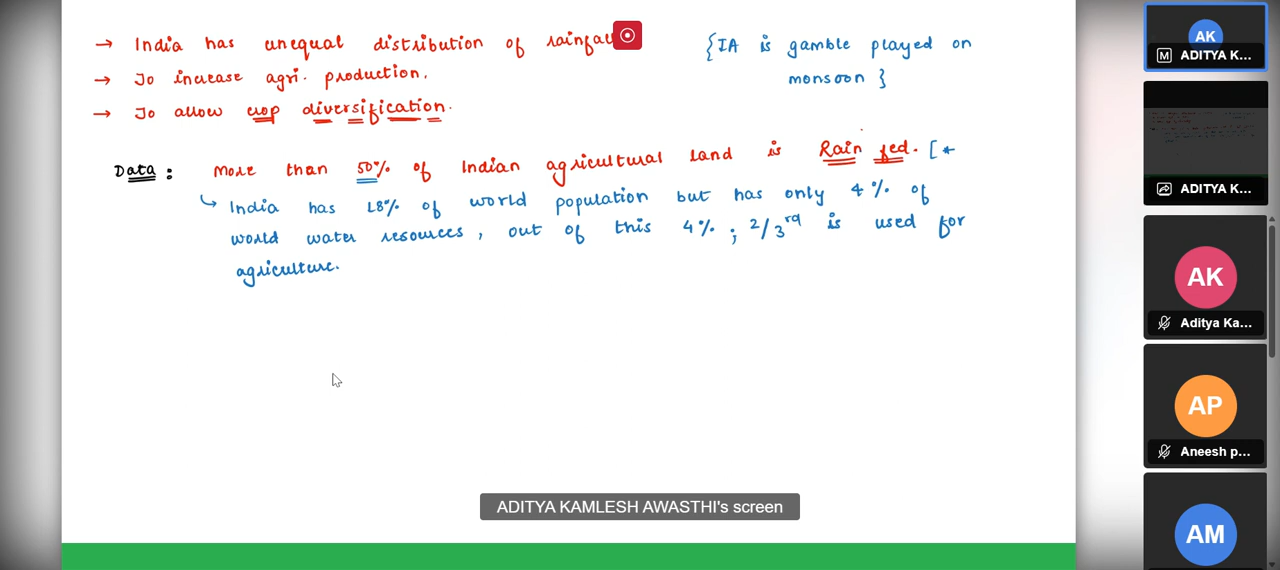 → India has unequal distribution of rainfall
{IA is gamble played on
monsoon }
→ To increase agri. production.
→ To allow crop diversification.
Data : More than 50% of Indian agricultural land is Rain fed. [*
↳ India has 18% of world population but has only 4% of
world water resources, out of this 4% ; 2/3rd is used for
agriculture.
ADITYA KAMLESH AWASTHI's screen
AK
M ADITYA K...
ADITYA K...
AK
Aditya Ka...
AP
Aneesh p...
AM